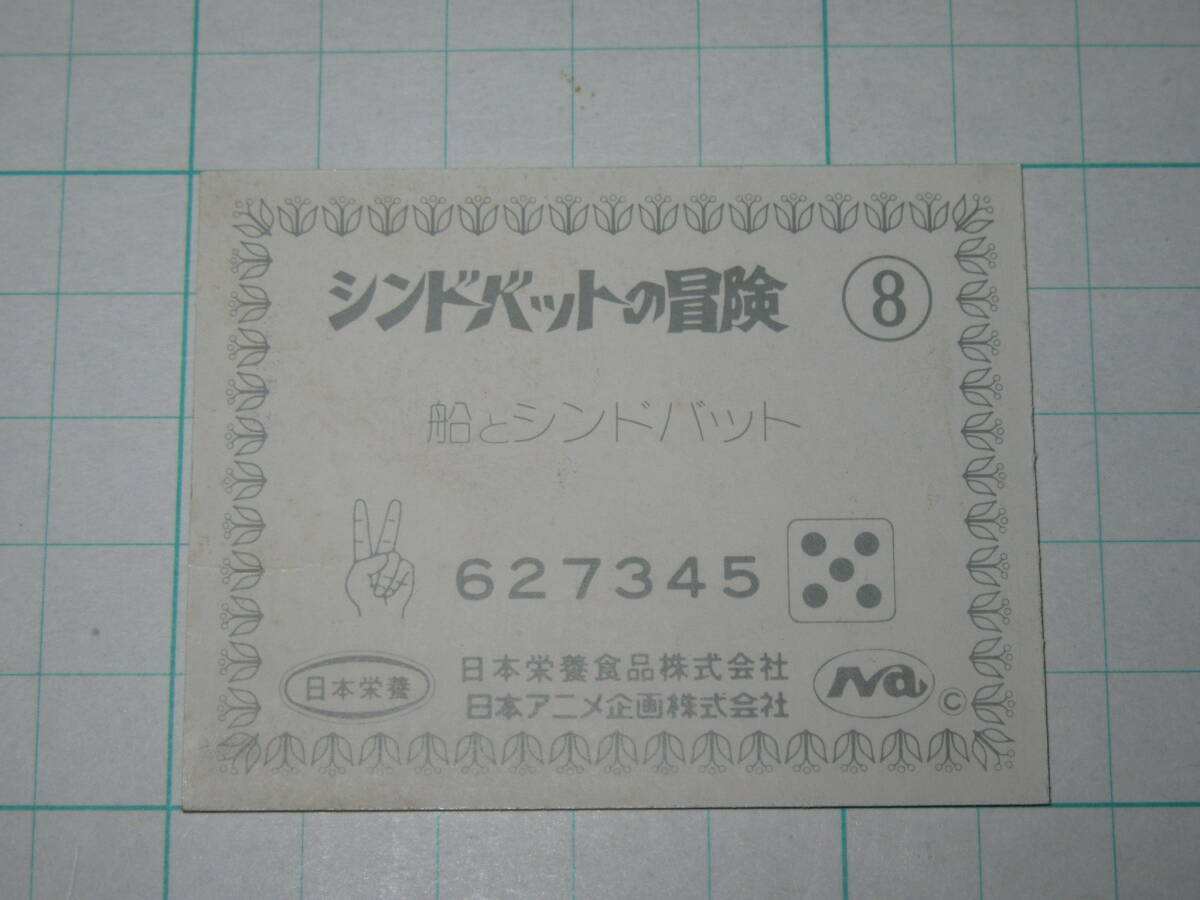 シンドバットの冒険 ⑧
船とシンドバット
627345
日本栄養 日本栄養食品株式会社
日本アニメ企画株式会社 Na ©